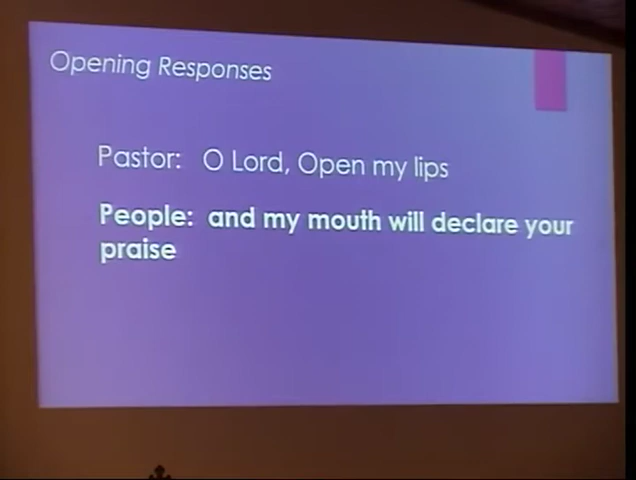 Opening Responses
Pastor: O Lord, Open my lips
People: and my mouth will declare your
praise